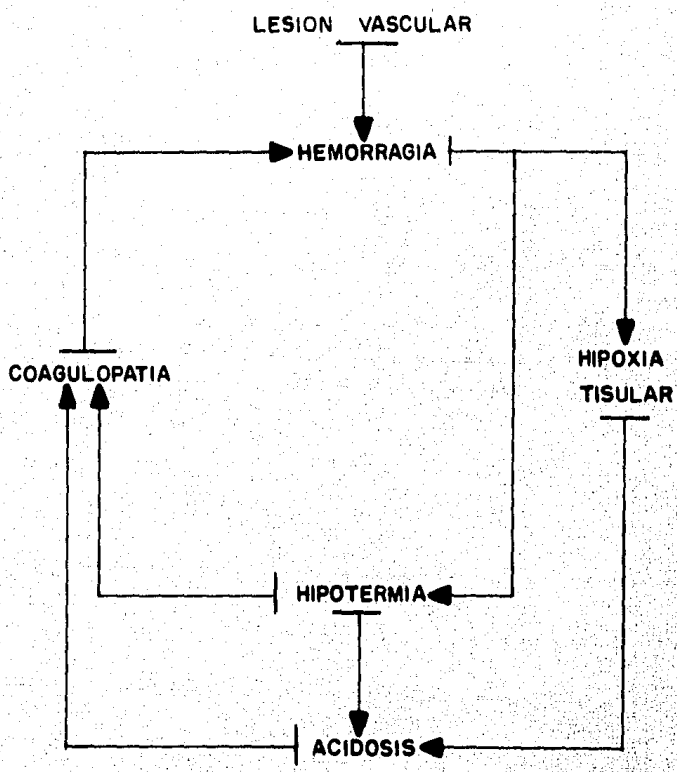 LESION VASCULAR
HEMORRAGIA
COAGULOPATIA
HIPOXIA
TISULAR
HIPOTERMIA
ACIDOSIS